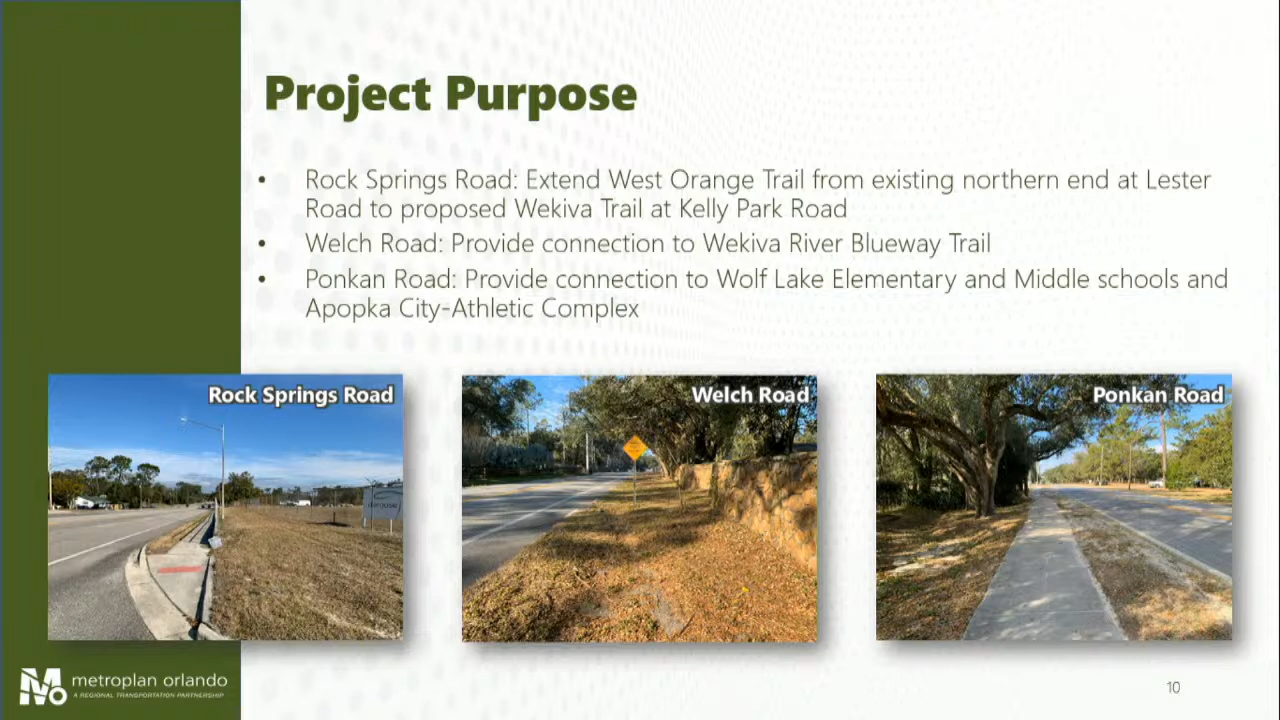 Project Purpose
• Rock Springs Road: Extend West Orange Trail from existing northern end at Lester
Road to proposed Wekiva Trail at Kelly Park Road
• Welch Road: Provide connection to Wekiva River Blueway Trail
• Ponkan Road: Provide connection to Wolf Lake Elementary and Middle schools and
Apopka City-Athletic Complex
Rock Springs Road
Welch Road
Ponkan Road
metroplan orlando
A REGIONAL TRANSPORTATION PARTNERSHIP
10